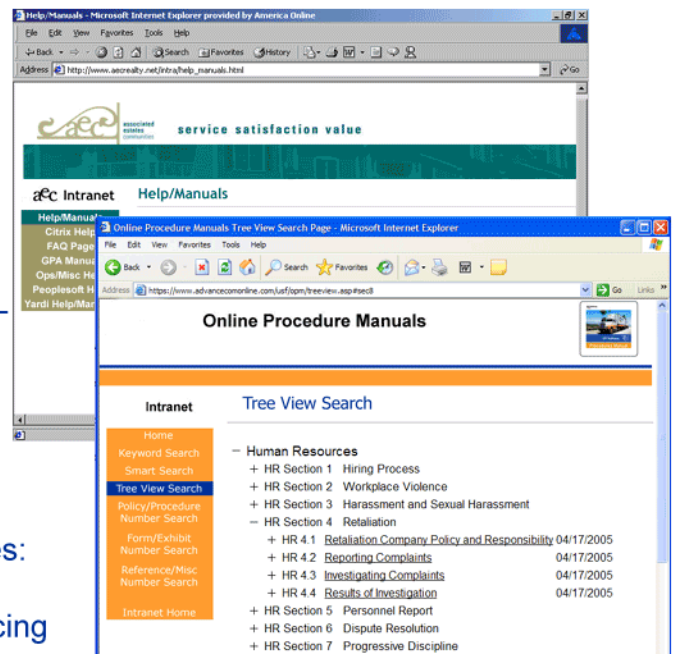 Help/Manuals - Microsoft Internet Explorer provided by America Online
File Edit View Favorites Tools Help
Back Search Favorites History
Address http://www.aecrealty.net/intra/help_manuals.html Go
aec associated estates communities service satisfaction value
aec Intranet Help/Manuals
Help/Manuals
Citrix Help
FAQ Page
GPA Manua
Ops/Misc He
Peoplesoft H
Yardi Help/Man
Online Procedure Manuals Tree View Search Page - Microsoft Internet Explorer
File Edit View Favorites Tools Help
Back Search Favorites
Address https://www.advancecomonline.com/usf/opm/treeview.asp#sec8 Go Links »
Online Procedure Manuals
Intranet Tree View Search
Home
Keyword Search
Smart Search
Tree View Search
Policy/Procedure
Number Search
Form/Exhibit
Number Search
Reference/Misc
Number Search
Intranet Home
− Human Resources
+ HR Section 1 Hiring Process
+ HR Section 2 Workplace Violence
+ HR Section 3 Harassment and Sexual Harassment
− HR Section 4 Retaliation
+ HR 4.1 Retaliation Company Policy and Responsibility 04/17/2005
+ HR 4.2 Reporting Complaints 04/17/2005
+ HR 4.3 Investigating Complaints 04/17/2005
+ HR 4.4 Results of Investigation 04/17/2005
+ HR Section 5 Personnel Report
+ HR Section 6 Dispute Resolution
+ HR Section 7 Progressive Discipline
es:
cing